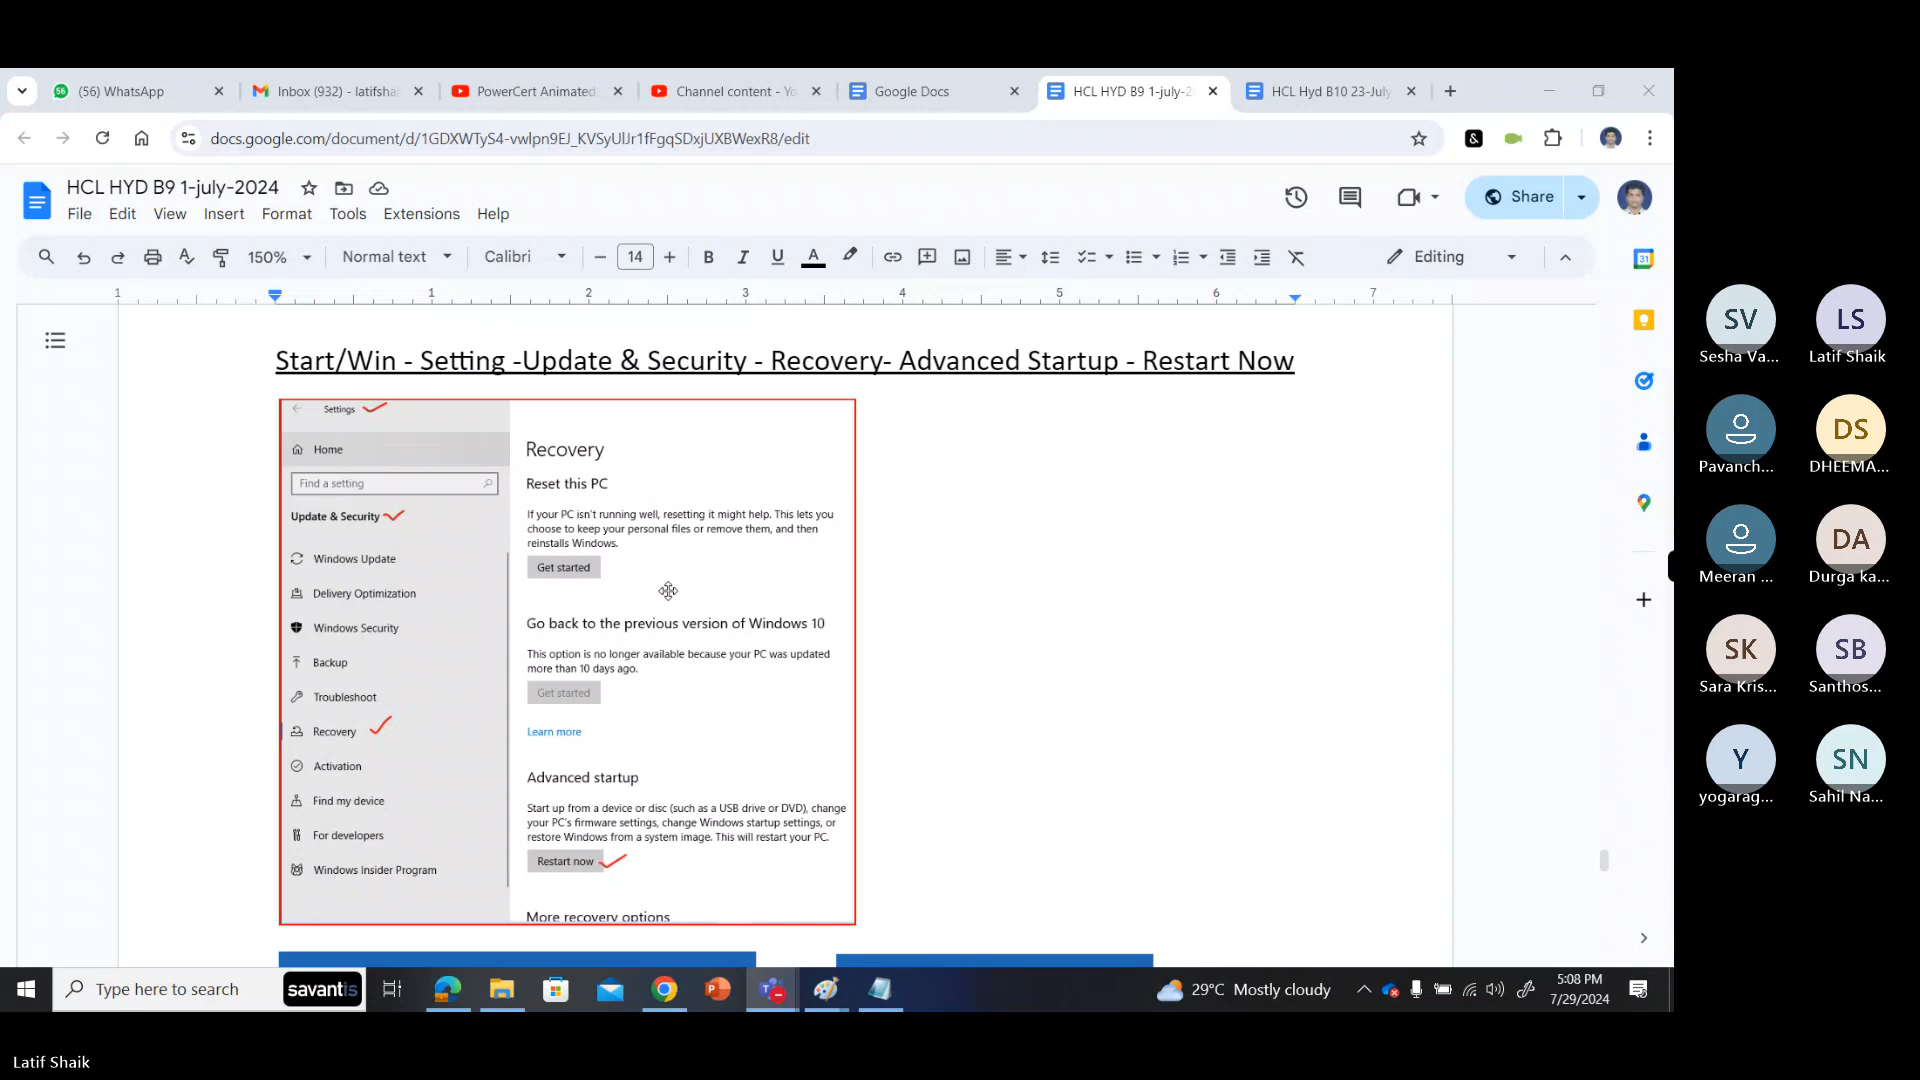 (56) WhatsApp
Inbox (932) - latifsha
PowerCert Animated
Channel content - Yo
Google Docs
HCL HYD B9 1-july-2
HCL Hyd B10 23-July
docs.google.com/document/d/1GDXWTyS4-vwlpn9EJ_KVSyUlJr1fFgqSDxjUXBWexR8/edit
HCL HYD B9 1-july-2024
Share
File Edit View Insert Format Tools Extensions Help
150% Normal text Calibri 14 B I U A Editing
1 1 2 3 4 5 6 7
31
Start/Win - Setting -Update & Security - Recovery- Advanced Startup - Restart Now
Settings
Home
Find a setting
Update & Security
Windows Update
Delivery Optimization
Windows Security
Backup
Troubleshoot
Recovery
Activation
Find my device
For developers
Windows Insider Program
Recovery
Reset this PC
If your PC isn't running well, resetting it might help. This lets you
choose to keep your personal files or remove them, and then
reinstalls Windows.
Get started
Go back to the previous version of Windows 10
This option is no longer available because your PC was updated
more than 10 days ago.
Get started
Learn more
Advanced startup
Start up from a device or disc (such as a USB drive or DVD), change
your PC's firmware settings, change Windows startup settings, or
restore Windows from a system image. This will restart your PC.
Restart now
More recovery options
SV LS
Sesha Va... Latif Shaik
DS
Pavanch... DHEEMA...
DA
Meeran ... Durga ka...
SK SB
Sara Kris... Santhos...
Y SN
yogarag... Sahil Na...
Type here to search
savantis
29°C Mostly cloudy
5:08 PM
7/29/2024
Latif Shaik